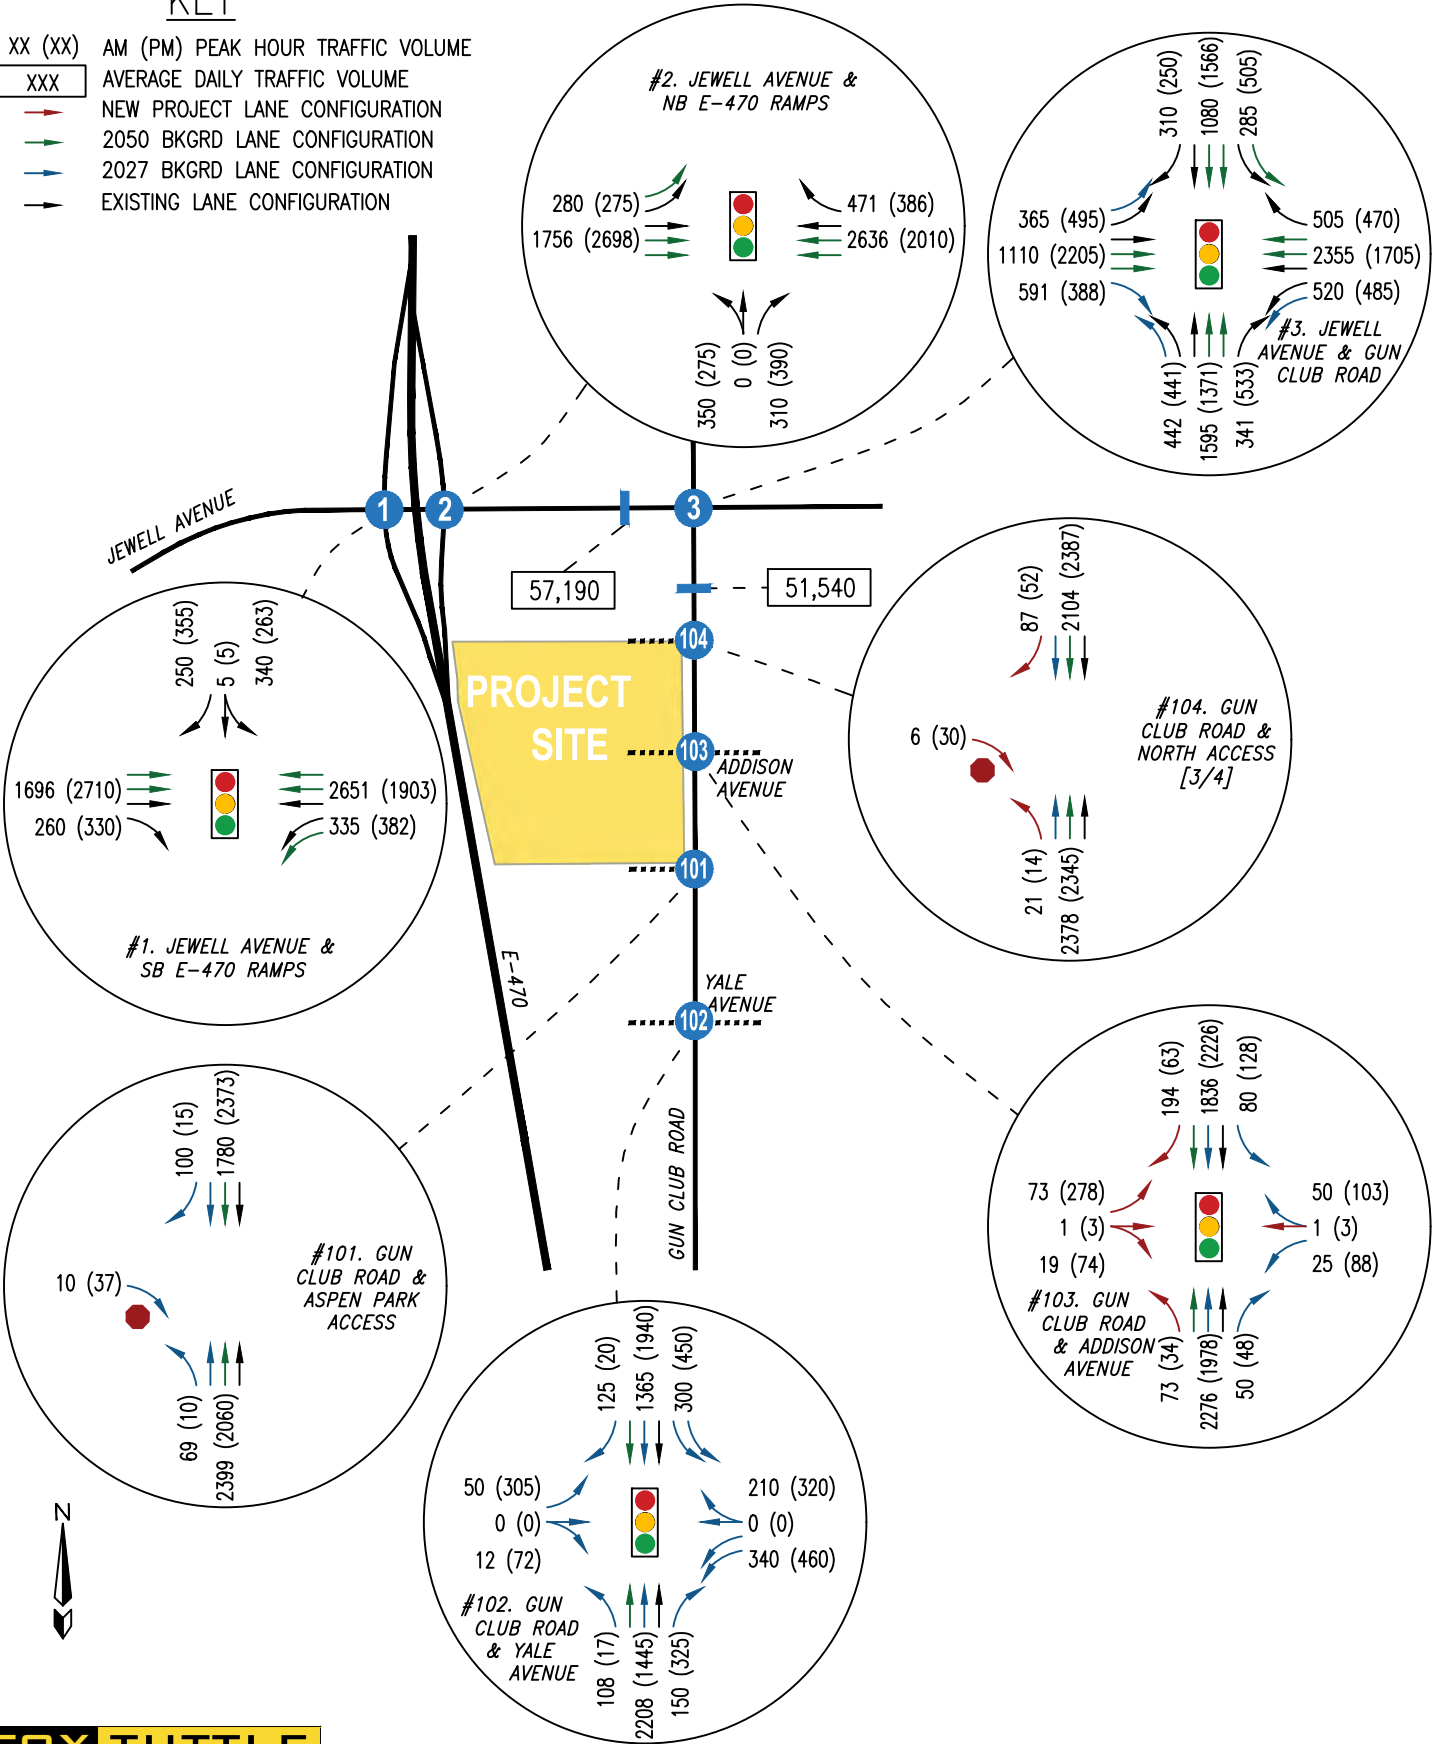 KEY
XX (XX) AM (PM) PEAK HOUR TRAFFIC VOLUME
XXX AVERAGE DAILY TRAFFIC VOLUME
NEW PROJECT LANE CONFIGURATION
2050 BKGRD LANE CONFIGURATION
2027 BKGRD LANE CONFIGURATION
EXISTING LANE CONFIGURATION
#2. JEWELL AVENUE &
NB E-470 RAMPS
280 (275)
1756 (2698)
471 (386)
2636 (2010)
350 (275)
0 (0)
310 (390)
310 (250)
1080 (1566)
285 (505)
365 (495)
1110 (2205)
591 (388)
505 (470)
2355 (1705)
520 (485)
#3. JEWELL
AVENUE & GUN
CLUB ROAD
442 (441)
1595 (1371)
341 (533)
JEWELL AVENUE
1
2
3
57,190
51,540
104
PROJECT
SITE
103
ADDISON
AVENUE
101
E-470
YALE
AVENUE
102
GUN CLUB ROAD
250 (355)
5 (5)
340 (263)
1696 (2710)
260 (330)
2651 (1903)
335 (382)
#1. JEWELL AVENUE &
SB E-470 RAMPS
87 (52)
2104 (2387)
6 (30)
#104. GUN
CLUB ROAD &
NORTH ACCESS
[3/4]
21 (14)
2378 (2345)
100 (15)
1780 (2373)
10 (37)
#101. GUN
CLUB ROAD &
ASPEN PARK
ACCESS
69 (10)
2399 (2060)
194 (63)
1836 (2226)
80 (128)
73 (278)
1 (3)
19 (74)
50 (103)
1 (3)
25 (88)
#103. GUN
CLUB ROAD
& ADDISON
AVENUE
73 (34)
2276 (1978)
50 (48)
125 (20)
1365 (1940)
300 (450)
50 (305)
0 (0)
12 (72)
210 (320)
0 (0)
340 (460)
#102. GUN
CLUB ROAD
& YALE
AVENUE
108 (17)
2208 (1445)
150 (325)
N
FOX TUTTLE